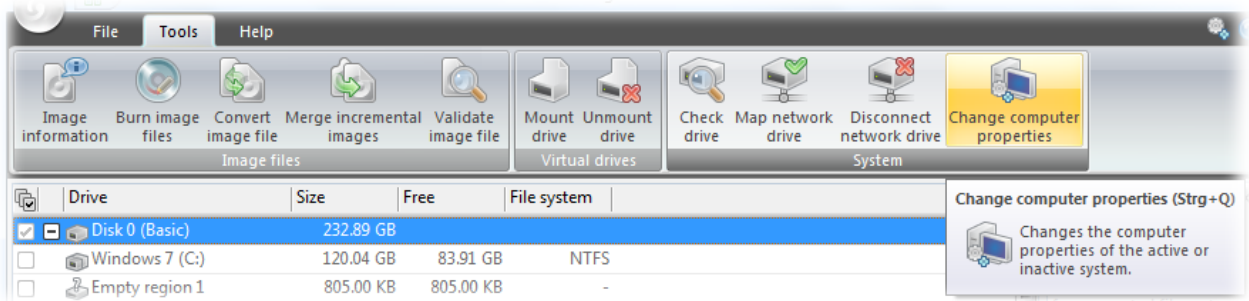 File Tools Help
Image information
Burn image files
Convert image file
Merge incremental images
Validate image file
Mount drive
Unmount drive
Check drive
Map network drive
Disconnect network drive
Change computer properties
Image files
Virtual drives
System
Drive Size Free File system
Disk 0 (Basic) 232.89 GB
Windows 7 (C:) 120.04 GB 83.91 GB NTFS
Empty region 1 805.00 KB 805.00 KB -
Change computer properties (Strg+Q)
Changes the computer
properties of the active or
inactive system.